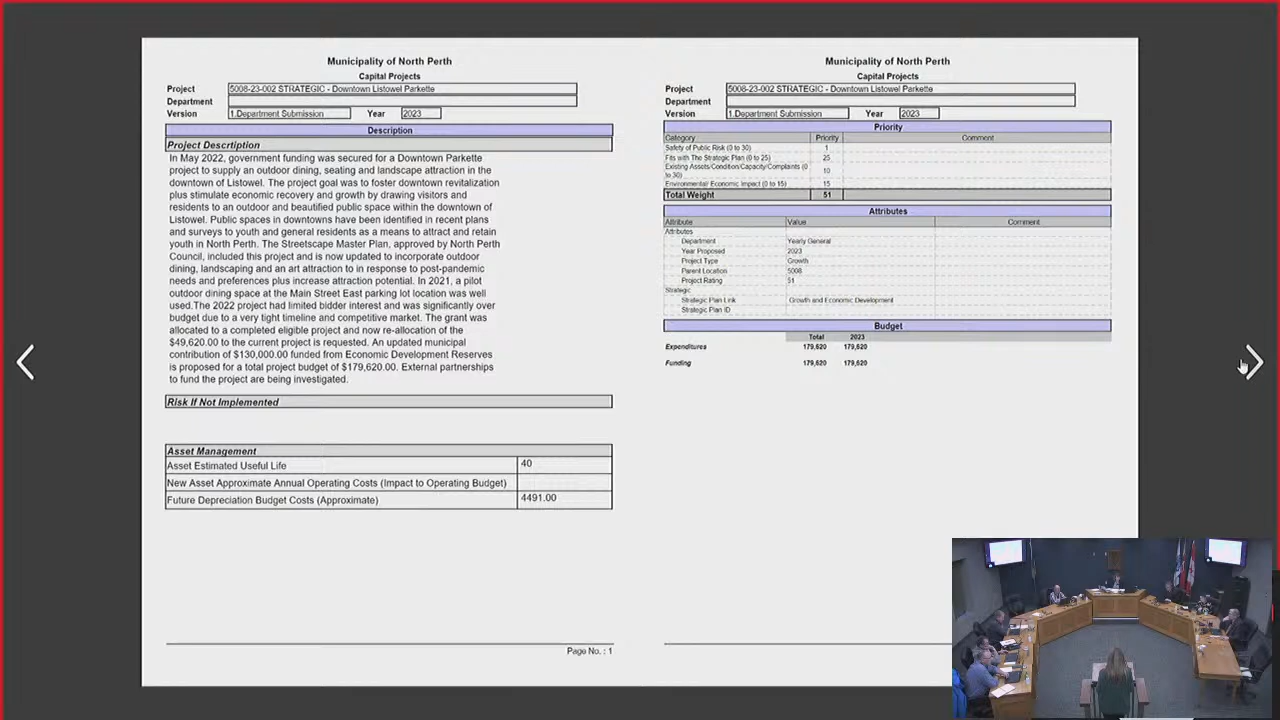 Municipality of North Perth
Capital Projects
Project 5008-23-002 STRATEGIC - Downtown Listowel Parkette
Department
Version 1.Department Submission Year 2023
Description
Project Desctription
In May 2022, government funding was secured for a Downtown Parkette
project to supply an outdoor dining, seating and landscape attraction in the
downtown of Listowel. The project goal was to foster downtown revitalization
plus stimulate economic recovery and growth by drawing visitors and
residents to an outdoor and beautified public space within the downtown of
Listowel. Public spaces in downtowns have been identified in recent plans
and surveys to youth and general residents as a means to attract and retain
youth in North Perth. The Streetscape Master Plan, approved by North Perth
Council, included this project and is now updated to incorporate outdoor
dining, landscaping and an art attraction to in response to post-pandemic
needs and preferences plus increase attraction potential. In 2021, a pilot
outdoor dining space at the Main Street East parking lot location was well
used.The 2022 project had limited bidder interest and was significantly over
budget due to a very tight timeline and competitive market. The grant was
allocated to a completed eligible project and now re-allocation of the
$49,620.00 to the current project is requested. An updated municipal
contribution of $130,000.00 funded from Economic Development Reserves
is proposed for a total project budget of $179,620.00. External partnerships
to fund the project are being investigated.
Risk If Not Implemented
Asset Management
Asset Estimated Useful Life 40
New Asset Approximate Annual Operating Costs (Impact to Operating Budget)
Future Depreciation Budget Costs (Approximate) 4491.00
Page No. : 1
Municipality of North Perth
Capital Projects
Project 5008-23-002 STRATEGIC - Downtown Listowel Parkette
Department
Version 1.Department Submission Year 2023
Priority
Category Priority Comment
Safety of Public Risk (0 to 30) 1
Fits with The Strategic Plan (0 to 25) 25
Existing Assets/Condition/Capacity/Complaints (0
to 30) 10
Environmental/ Economic Impact (0 to 15) 15
Total Weight 51
Attributes
Attribute Value Comment
Attributes
Department Yearly General
Year Proposed 2023
Project Type Growth
Parent Location 5008
Project Rating 51
Strategic
Strategic Plan Link Growth and Economic Development
Strategic Plan ID
Budget
Total 2023
Expenditures 179,620 179,620
Funding 179,620 179,620